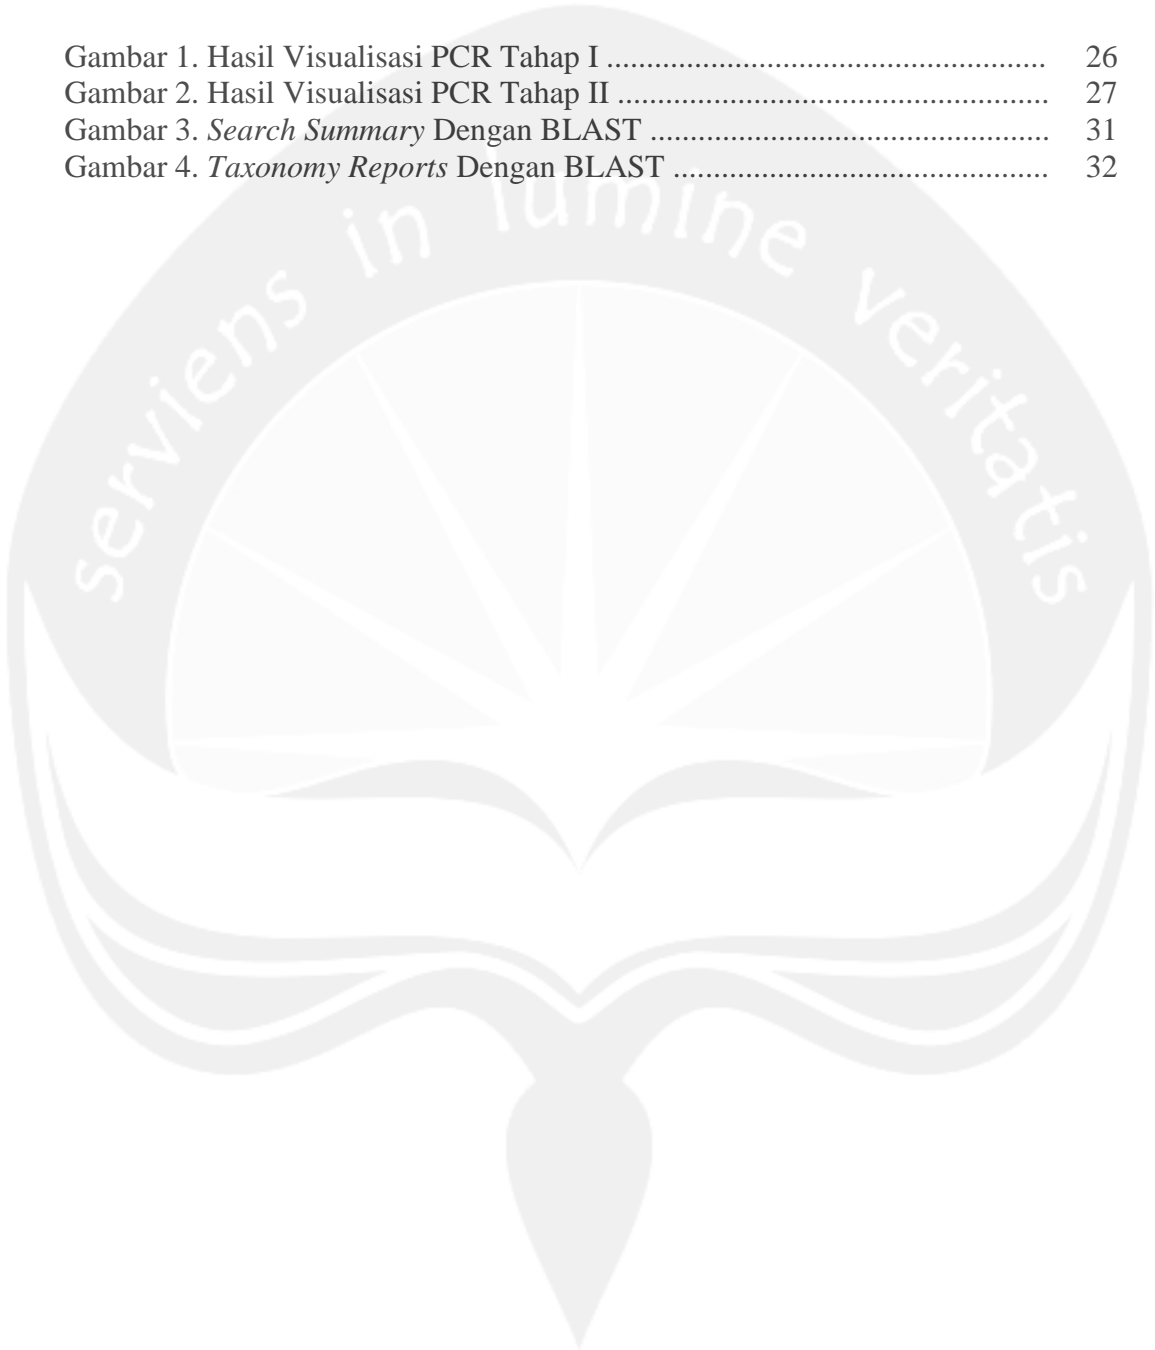 Gambar 1. Hasil Visualisasi PCR Tahap I ....................................................... 26
Gambar 2. Hasil Visualisasi PCR Tahap II ...................................................... 27
Gambar 3. Search Summary Dengan BLAST .................................................. 31
Gambar 4. Taxonomy Reports Dengan BLAST ............................................... 32
serviens in lumine veritatis